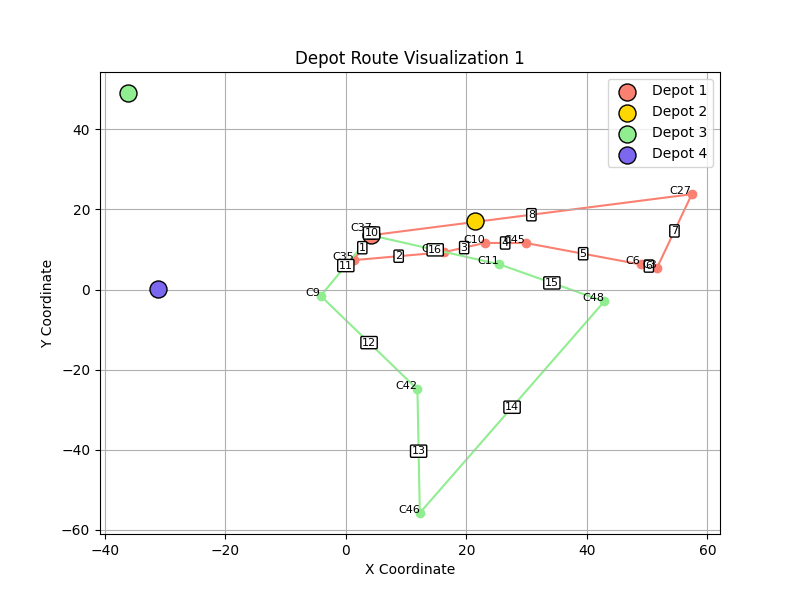 Depot Route Visualization 1
Depot 1
Depot 2
Depot 3
Depot 4
Y Coordinate
40
20
0
−20
−40
−60
C27
8
C37
10
7
1
C10
C45
16
3
4
5
2
C35
11
C11
C6
6
15
C9
C48
12
C42
14
13
C46
−40
−20
0
20
40
60
X Coordinate